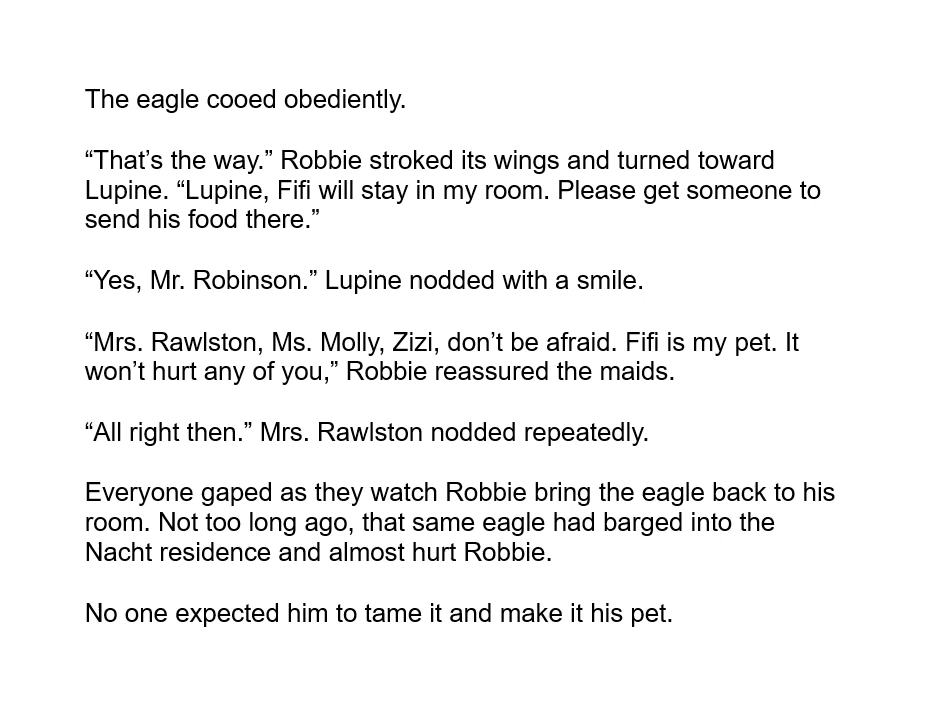 The eagle cooed obediently.
“That’s the way.” Robbie stroked its wings and turned toward
Lupine. “Lupine, Fifi will stay in my room. Please get someone to
send his food there.”
“Yes, Mr. Robinson.” Lupine nodded with a smile.
“Mrs. Rawlston, Ms. Molly, Zizi, don’t be afraid. Fifi is my pet. It
won’t hurt any of you,” Robbie reassured the maids.
“All right then.” Mrs. Rawlston nodded repeatedly.
Everyone gaped as they watch Robbie bring the eagle back to his
room. Not too long ago, that same eagle had barged into the
Nacht residence and almost hurt Robbie.
No one expected him to tame it and make it his pet.